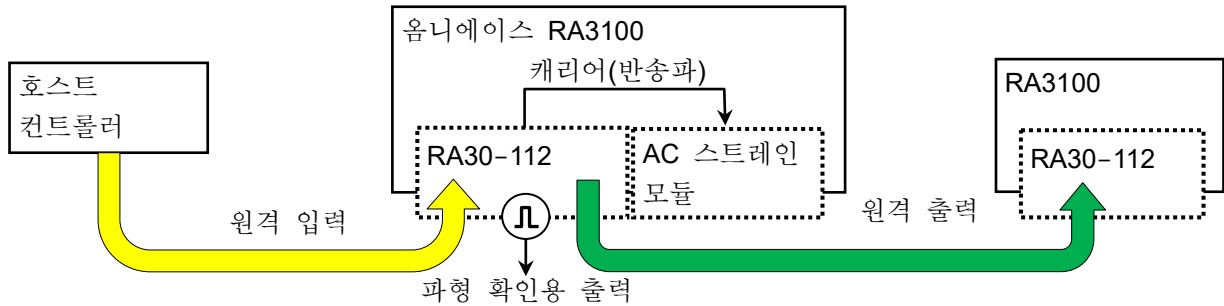 옴니에이스 RA3100
호스트
컨트롤러
캐리어(반송파)
RA3100
RA30-112
AC 스트레인
모듈
RA30-112
원격 입력
원격 출력
파형 확인용 출력